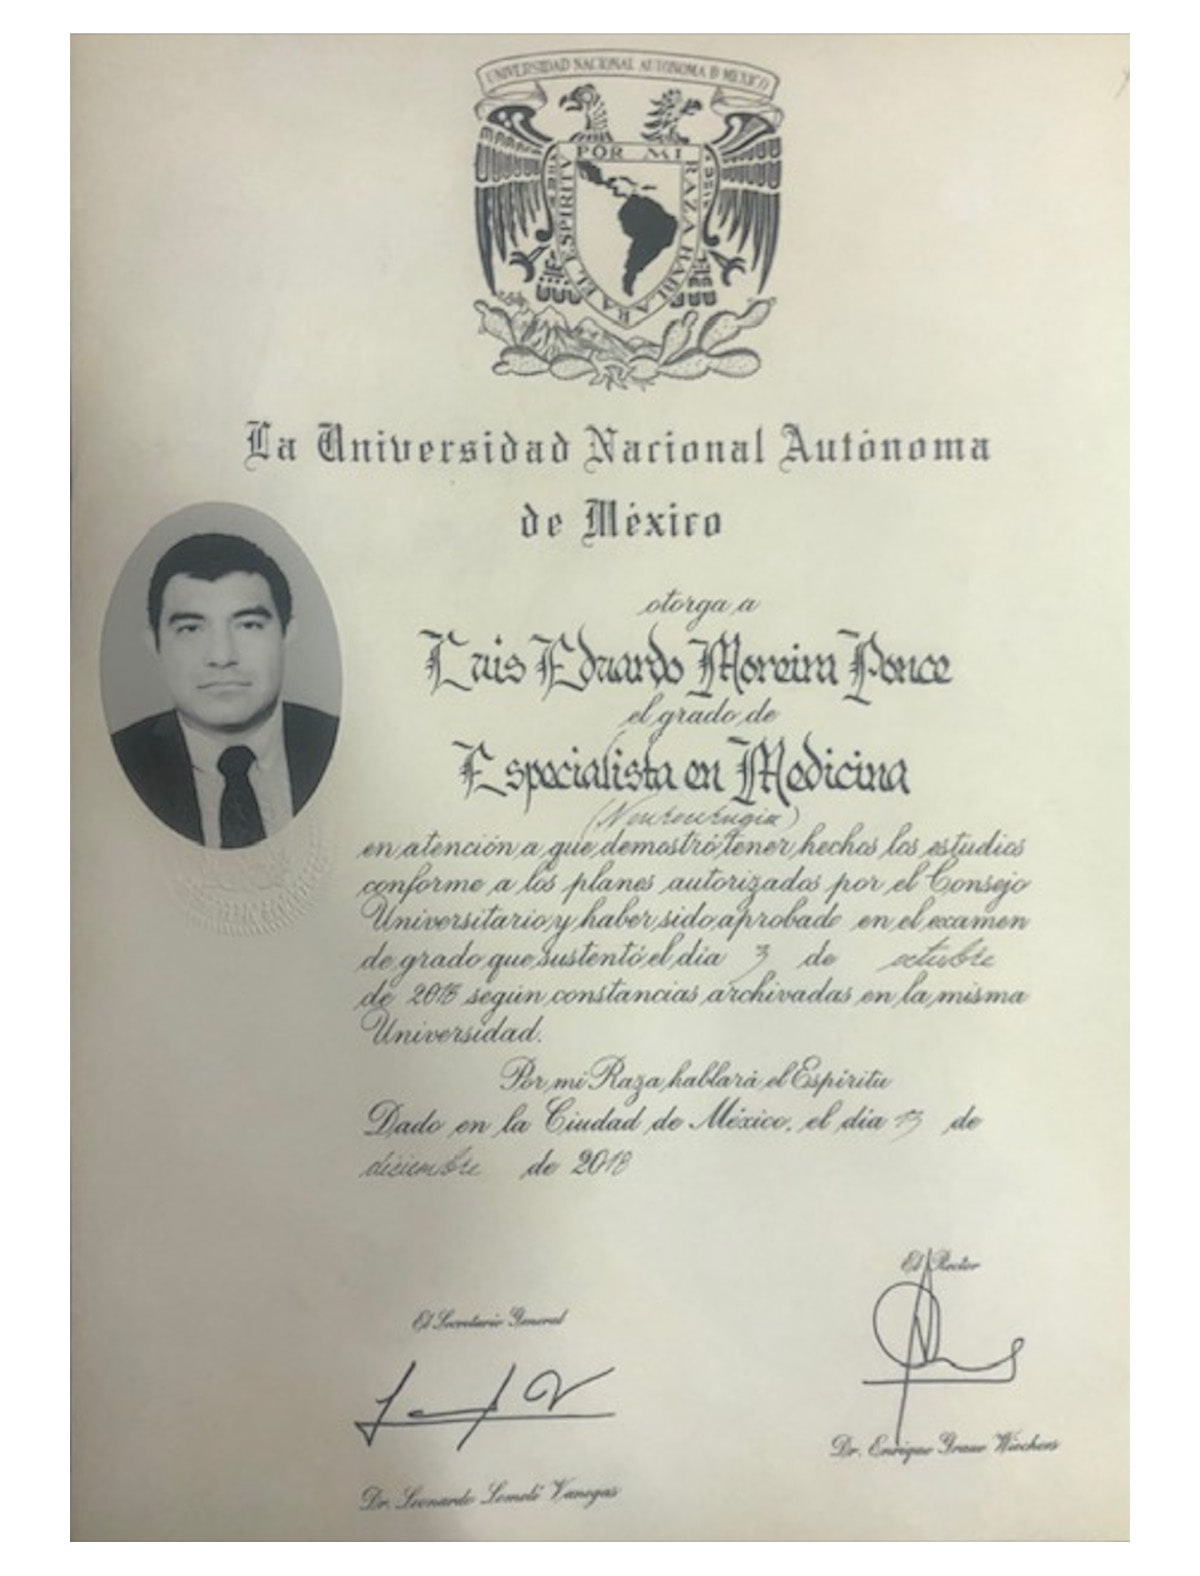 UNIVERSIDAD NACIONAL AUTONOMA D MEXICO
POR MI RAZA HABLARA EL ESPIRITV
La Universidad Nacional Autónoma
de México
otorga a
Luis Eduardo Moreira Ponce
el grado de
Especialista en Medicina
(Neurocirugía)
en atención a que demostró tener hechos los estudios
conforme a los planes autorizados por el Consejo
Universitario y haber sido aprobado en el examen
de grado que sustentó el día 3 de octubre
de 2018 según constancias archivadas en la misma
Universidad.
Por mi Raza hablará el Espíritu
Dado en la Ciudad de México, el día 13 de
diciembre de 2018
El Rector
El Secretario General
Dr. Enrique Graue Wiechers
Dr. Leonardo Lomelí Vanegas